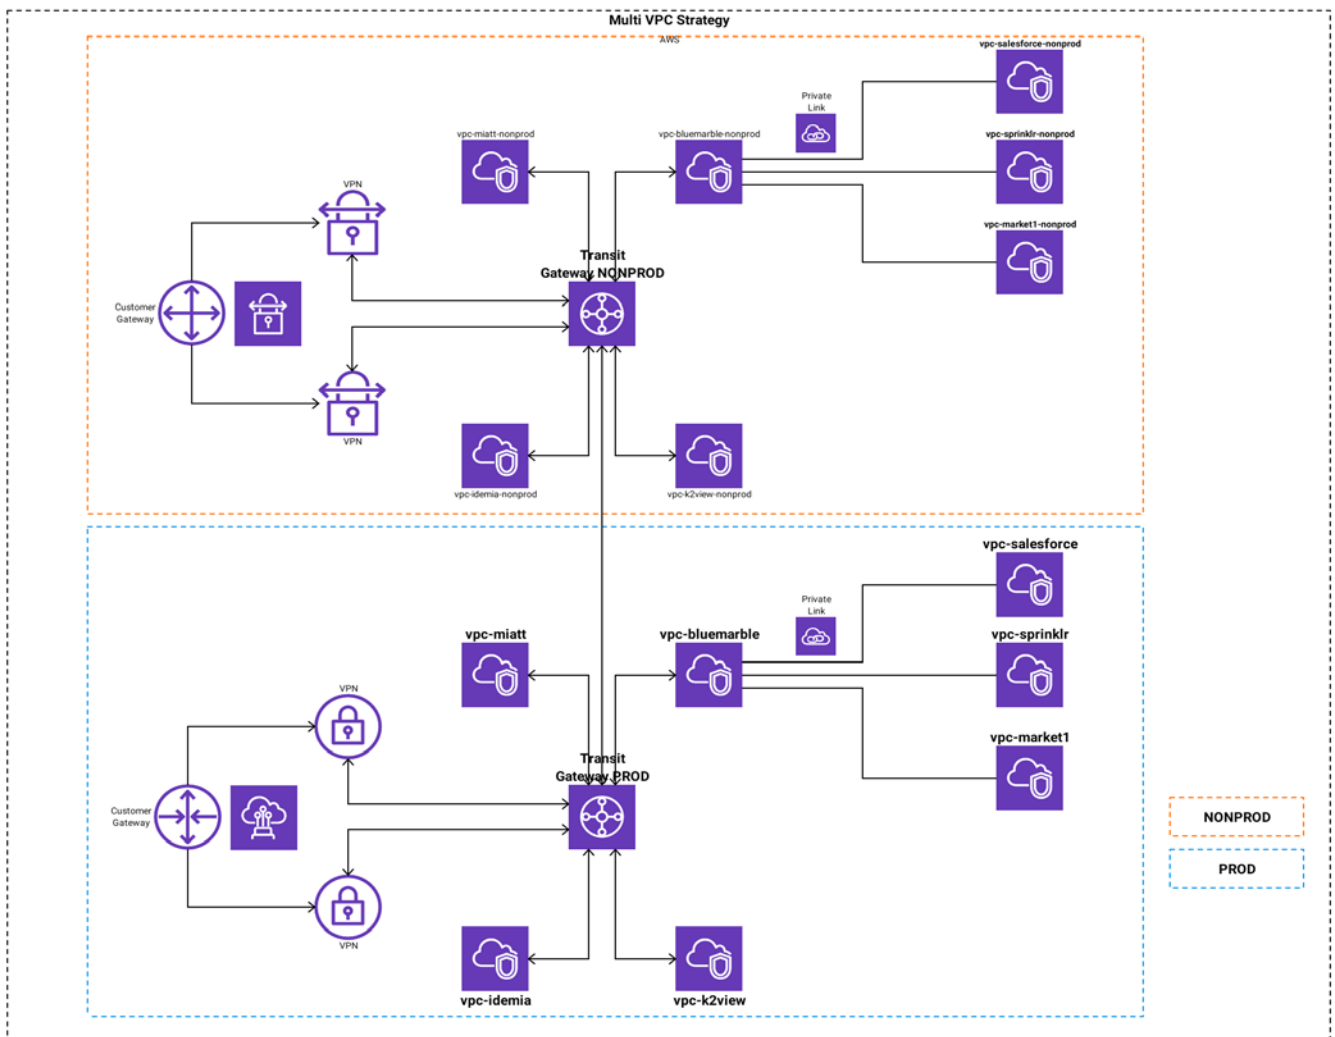 Multi VPC Strategy
AWS
vpc-salesforce-nonprod
Private
Link
vpc-miatt-nonprod
vpc-bluemarble-nonprod
vpc-sprinklr-nonprod
VPN
vpc-market1-nonprod
Transit
Gateway NONPROD
Customer
Gateway
VPN
vpc-idemia-nonprod
vpc-k2view-nonprod
vpc-salesforce
Private
Link
vpc-miatt
vpc-bluemarble
vpc-sprinklr
VPN
vpc-market1
Transit
Gateway PROD
Customer
Gateway
NONPROD
PROD
VPN
vpc-idemia
vpc-k2view